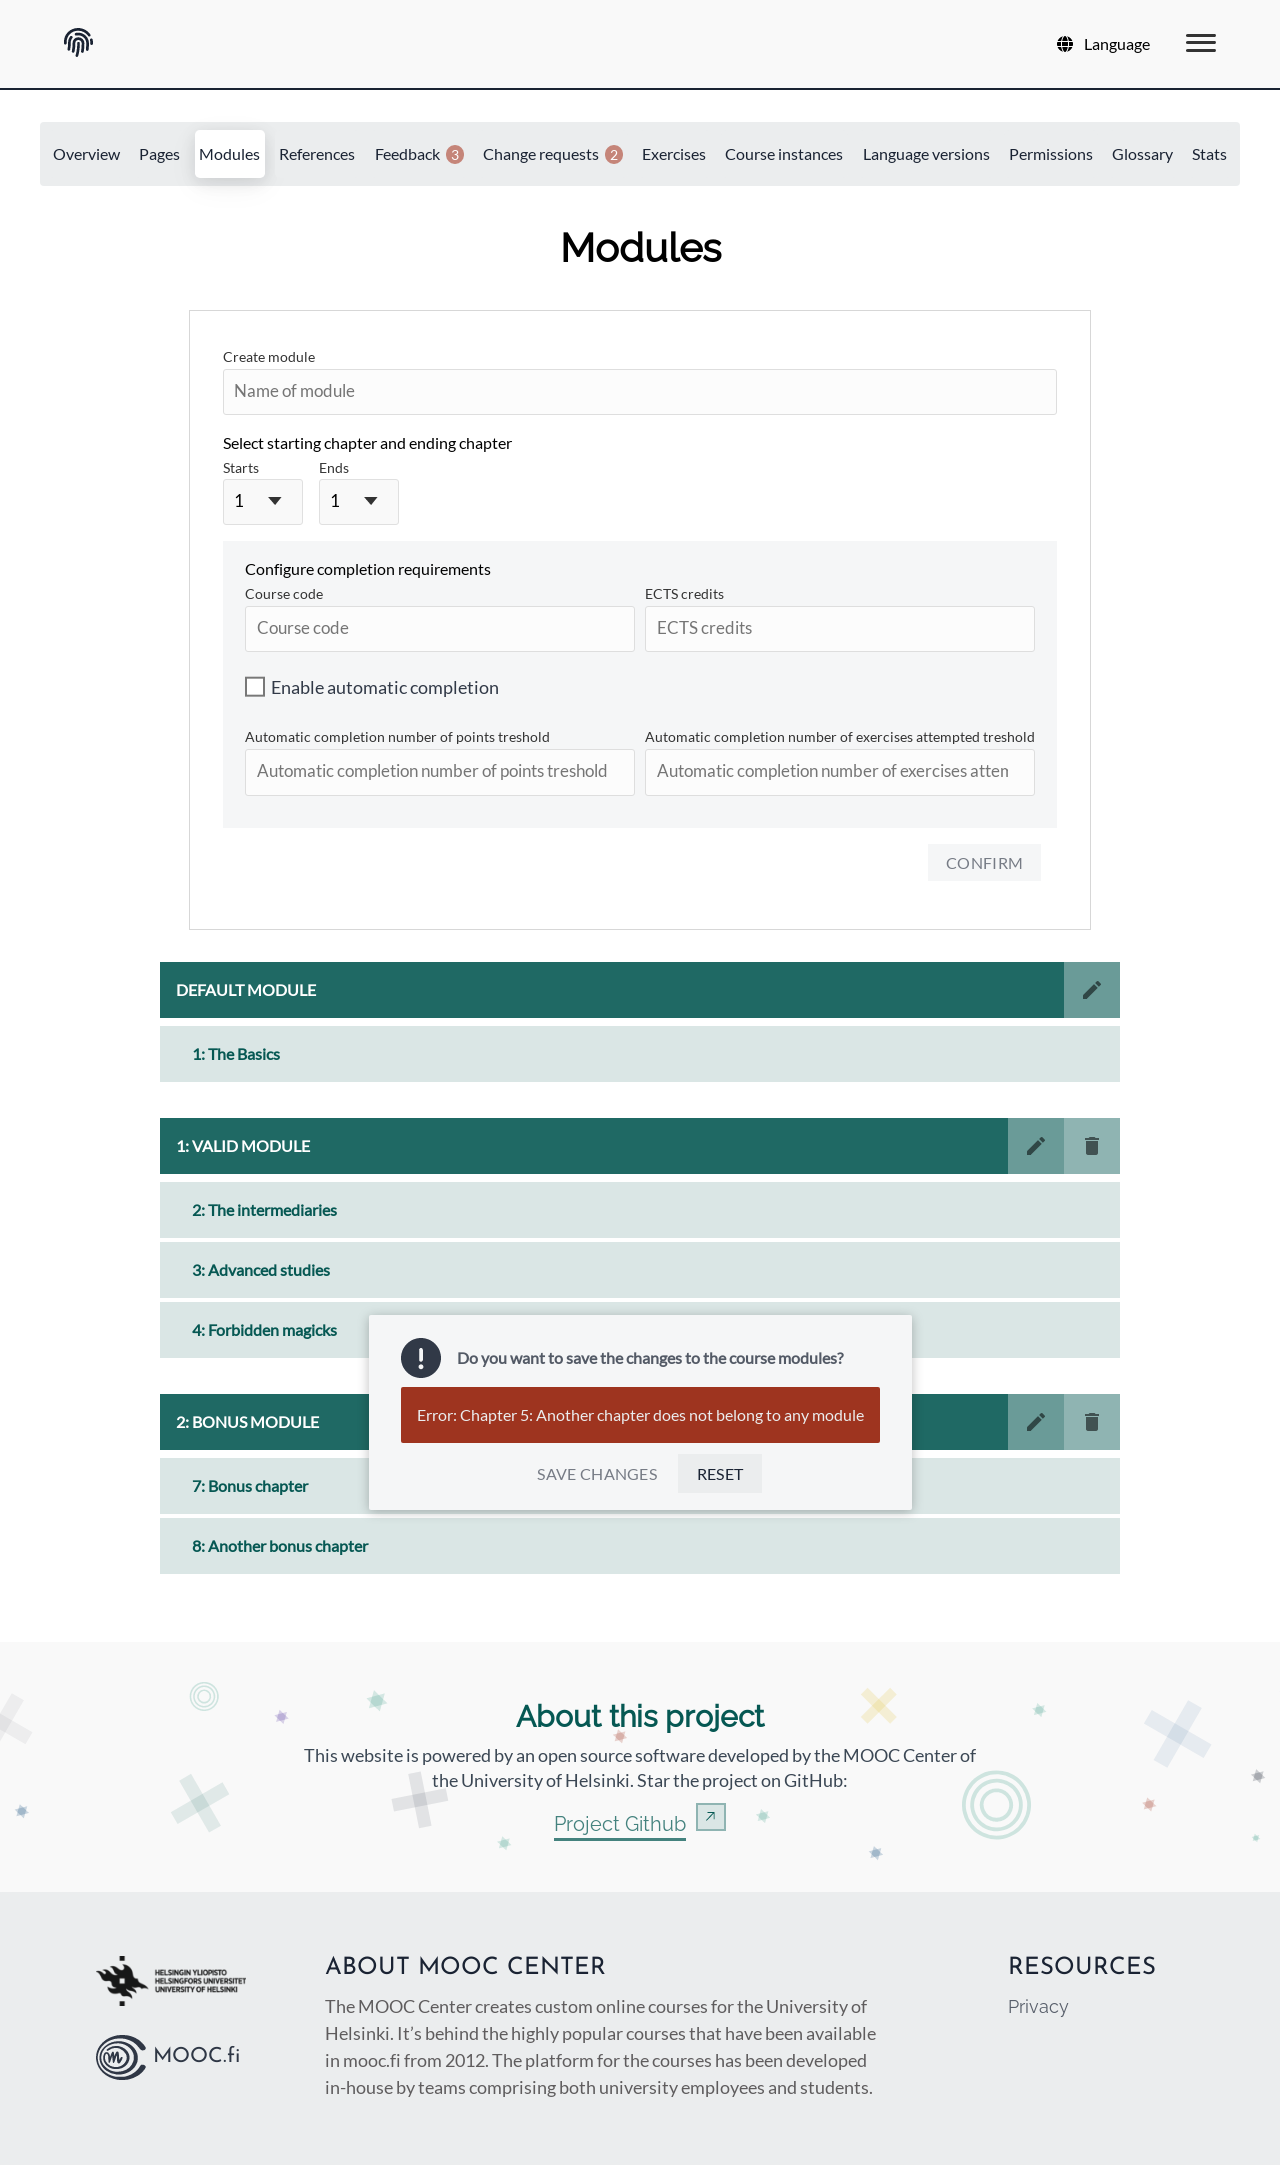 Language
Overview Pages Modules References Feedback 3 Change requests 2 Exercises Course instances Language versions Permissions Glossary Stats
Modules
Create module
Name of module
Select starting chapter and ending chapter
Starts Ends
1 1
Configure completion requirements
Course code ECTS credits
Course code ECTS credits
Enable automatic completion
Automatic completion number of points treshold Automatic completion number of exercises attempted treshold
Automatic completion number of points treshold Automatic completion number of exercises atten
CONFIRM
DEFAULT MODULE
1: The Basics
1: VALID MODULE
2: The intermediaries
3: Advanced studies
4: Forbidden magicks
Do you want to save the changes to the course modules?
Error: Chapter 5: Another chapter does not belong to any module
SAVE CHANGES RESET
2: BONUS MODULE
7: Bonus chapter
8: Another bonus chapter
About this project
This website is powered by an open source software developed by the MOOC Center of
the University of Helsinki. Star the project on GitHub:
Project Github
HELSINGIN YLIOPISTO
HELSINGFORS UNIVERSITET
UNIVERSITY OF HELSINKI
MOOC.fi
ABOUT MOOC CENTER
The MOOC Center creates custom online courses for the University of
Helsinki. It’s behind the highly popular courses that have been available
in mooc.fi from 2012. The platform for the courses has been developed
in-house by teams comprising both university employees and students.
RESOURCES
Privacy